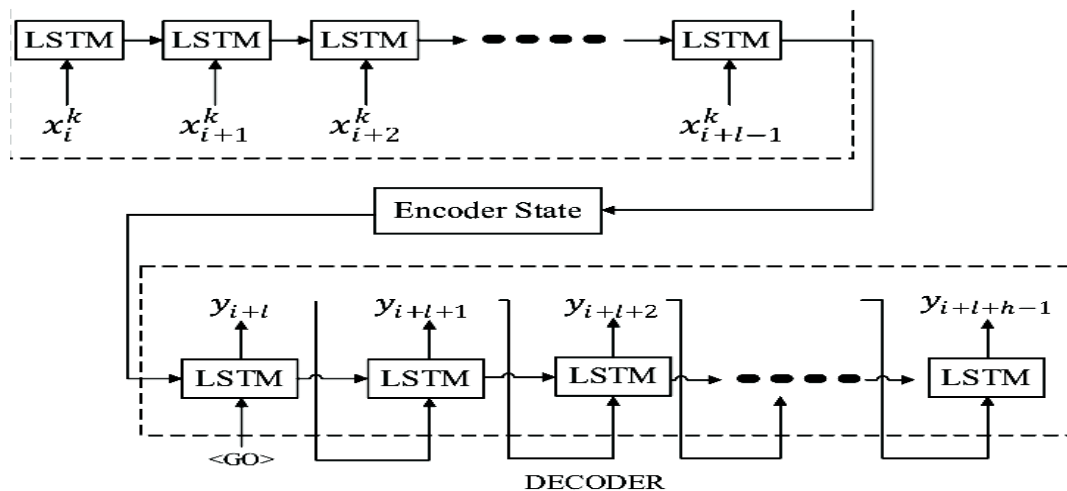 LSTM LSTM LSTM LSTM
x_i^k x_{i+1}^k x_{i+2}^k x_{i+l-1}^k
Encoder State
y_{i+l} y_{i+l+1} y_{i+l+2} y_{i+l+h-1}
LSTM LSTM LSTM LSTM
<GO>
DECODER